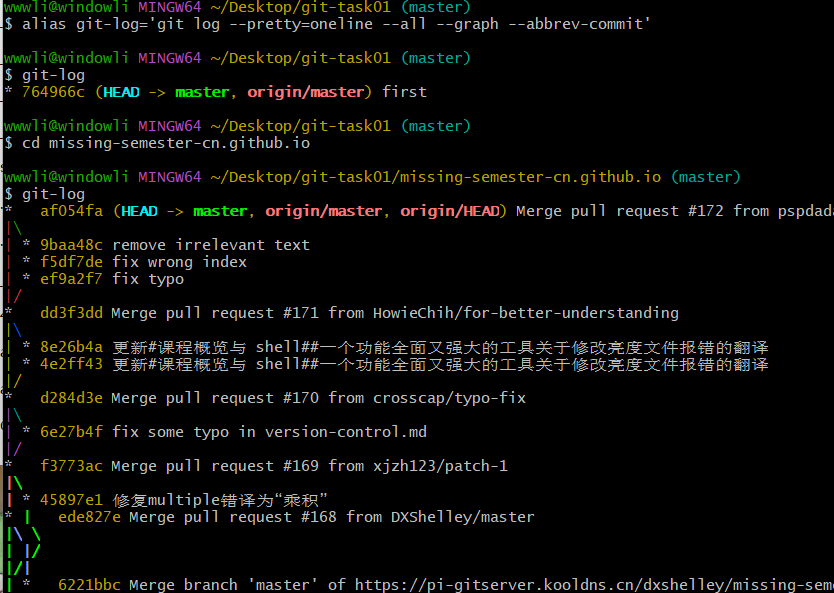 wwwli@windowli MINGW64 ~/Desktop/git-task01 (master)
$ alias git-log='git log --pretty=oneline --all --graph --abbrev-commit'
wwwli@windowli MINGW64 ~/Desktop/git-task01 (master)
$ git-log
* 764966c (HEAD -> master, origin/master) first
wwwli@windowli MINGW64 ~/Desktop/git-task01 (master)
$ cd missing-semester-cn.github.io
wwwli@windowli MINGW64 ~/Desktop/git-task01/missing-semester-cn.github.io (master)
$ git-log
*   af054fa (HEAD -> master, origin/master, origin/HEAD) Merge pull request #172 from pspdada
|\
| * 9baa48c remove irrelevant text
| * f5df7de fix wrong index
| * ef9a2f7 fix typo
|/
*   dd3f3dd Merge pull request #171 from HowieChih/for-better-understanding
|\
| * 8e26b4a 更新#课程概览与 shell##一个功能全面又强大的工具关于修改亮度文件报错的翻译
| * 4e2ff43 更新#课程概览与 shell##一个功能全面又强大的工具关于修改亮度文件报错的翻译
|/
*   d284d3e Merge pull request #170 from crosscap/typo-fix
|\
| * 6e27b4f fix some typo in version-control.md
|/
*   f3773ac Merge pull request #169 from xjzh123/patch-1
|\
| * 45897e1 修复multiple错译为“乘积”
* |   ede827e Merge pull request #168 from DXShelley/master
|\ \
| |/
|/|
| *   6221bbc Merge branch 'master' of https://pi-gitserver.kooldns.cn/dxshelley/missing-sem